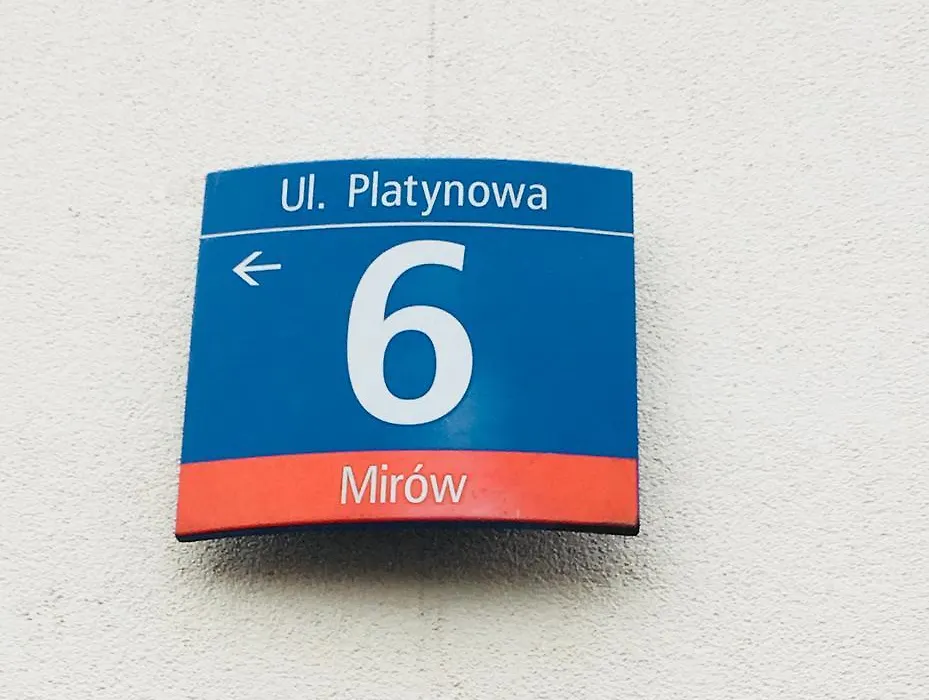 Ul. Platynowa
← 6
Mirów